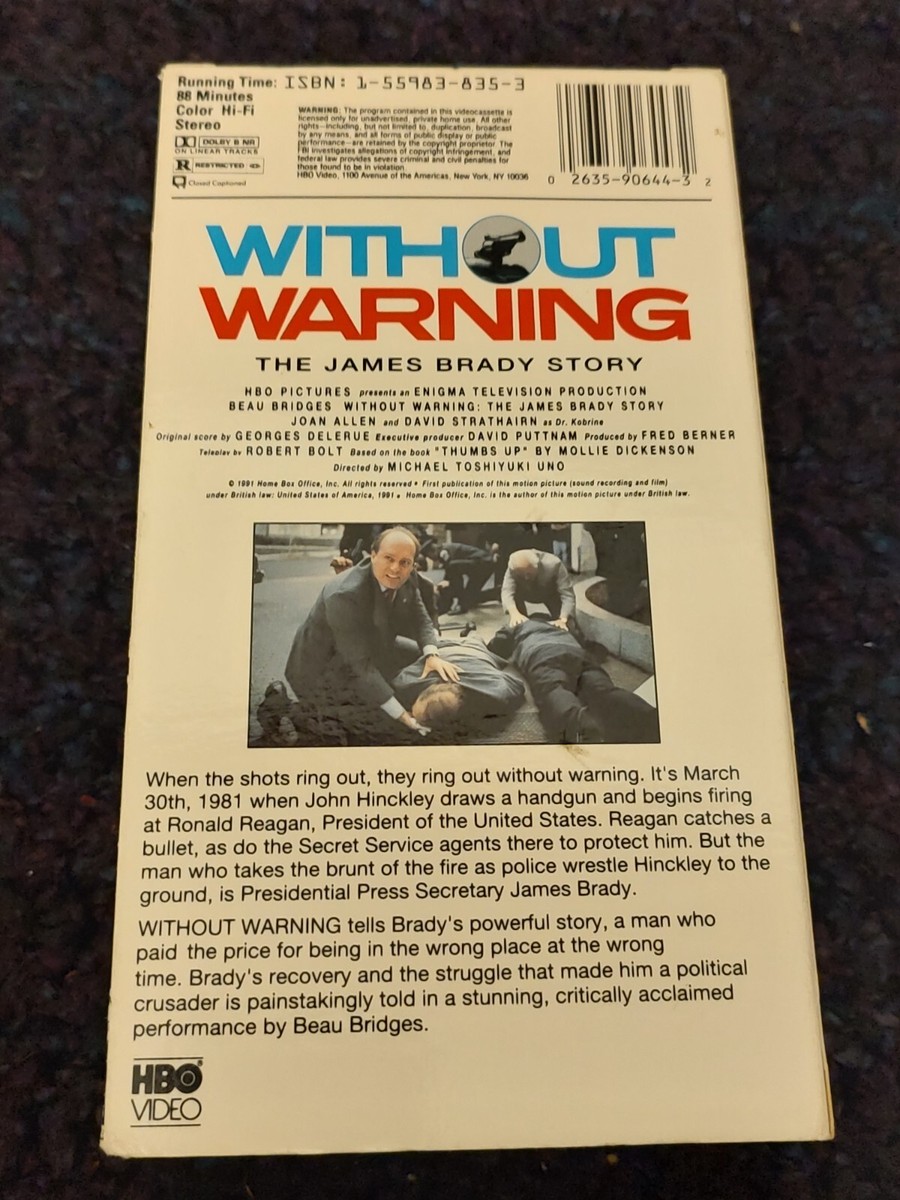 Running Time: ISBN: 1-55983-835-3
88 Minutes
Color Hi-Fi
Stereo
DOLBY B NR
ON LINEAR TRACKS
R RESTRICTED
Closed Captioned
WARNING: The program contained in this videocassette is
licensed only for unadvertised, private home use. All other
rights—including, but not limited to, duplication, broadcast
by any means, and all forms of public display or public
performance—are retained by the copyright proprietor. The
FBI investigates allegations of copyright infringement, and
federal law provides severe criminal and civil penalties for
those found to be in violation.
HBO Video, 1100 Avenue of the Americas, New York, NY 10036
0 2635-90644-3 2
WITHOUT
WARNING
THE JAMES BRADY STORY
HBO PICTURES presents an ENIGMA TELEVISION PRODUCTION
BEAU BRIDGES WITHOUT WARNING: THE JAMES BRADY STORY
JOAN ALLEN and DAVID STRATHAIRN as Dr. Kobrine
Original score by GEORGES DELERUE Executive producer DAVID PUTTNAM Produced by FRED BERNER
Teleplay by ROBERT BOLT Based on the book "THUMBS UP" BY MOLLIE DICKENSON
Directed by MICHAEL TOSHIYUKI UNO
© 1991 Home Box Office, Inc. All rights reserved • First publication of this motion picture (sound recording and film)
under British law: United States of America, 1991 • Home Box Office, Inc. is the author of this motion picture under British law.
When the shots ring out, they ring out without warning. It's March
30th, 1981 when John Hinckley draws a handgun and begins firing
at Ronald Reagan, President of the United States. Reagan catches a
bullet, as do the Secret Service agents there to protect him. But the
man who takes the brunt of the fire as police wrestle Hinckley to the
ground, is Presidential Press Secretary James Brady.
WITHOUT WARNING tells Brady's powerful story, a man who
paid the price for being in the wrong place at the wrong
time. Brady's recovery and the struggle that made him a political
crusader is painstakingly told in a stunning, critically acclaimed
performance by Beau Bridges.
HBO®
VIDEO